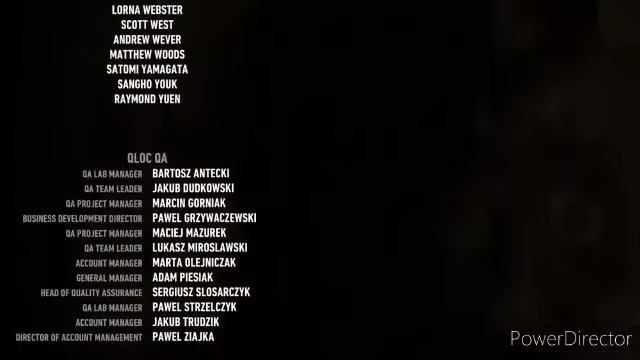 LORNA WEBSTER
SCOTT WEST
ANDREW WEVER
MATTHEW WOODS
SATOMI YAMAGATA
SANGHO YOUK
RAYMOND YUEN
QLOC QA
QA LAB MANAGER BARTOSZ ANTECKI
QA TEAM LEADER JAKUB DUDKOWSKI
QA PROJECT MANAGER MARCIN GORNIAK
BUSINESS DEVELOPMENT DIRECTOR PAWEL GRZYWACZEWSKI
QA PROJECT MANAGER MACIEJ MAZUREK
QA TEAM LEADER LUKASZ MIROSLAWSKI
ACCOUNT MANAGER MARTA OLEJNICZAK
GENERAL MANAGER ADAM PIESIAK
HEAD OF QUALITY ASSURANCE SERGIUSZ SLOSARCZYK
QA LAB MANAGER PAWEL STRZELCZYK
ACCOUNT MANAGER JAKUB TRUDZIK
DIRECTOR OF ACCOUNT MANAGEMENT PAWEL ZIAJKA
PowerDirector